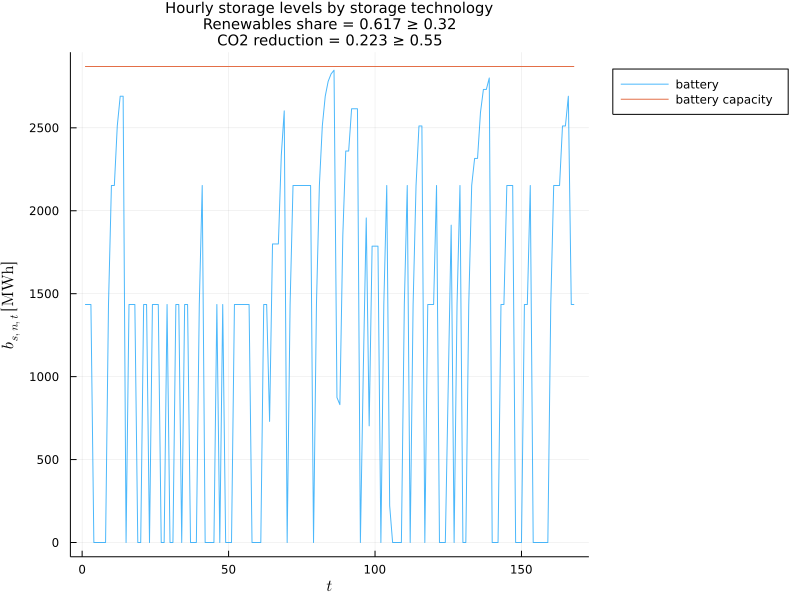 Hourly storage levels by storage technology
Renewables share = 0.617 ≥ 0.32
CO2 reduction = 0.223 ≥ 0.55
battery
battery capacity
2500
2000
1500
1000
500
0
b_{s, n, t} [MWh]
0 50 100 150
t